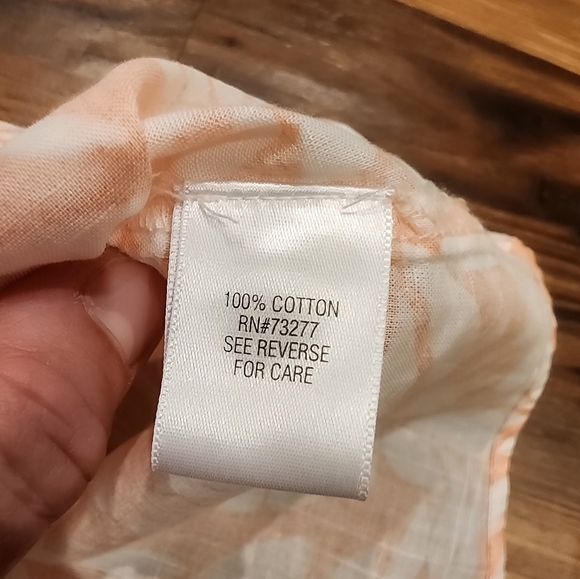 100% COTTON
RN#73277
SEE REVERSE
FOR CARE